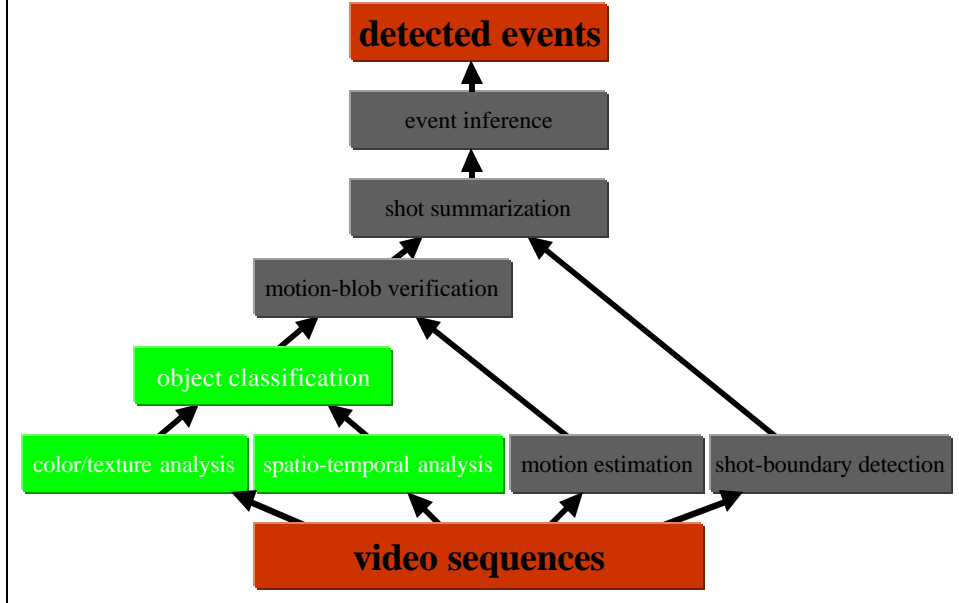 detected events
event inference
shot summarization
motion-blob verification
object classification
color/texture analysis
spatio-temporal analysis
motion estimation
shot-boundary detection
video sequences